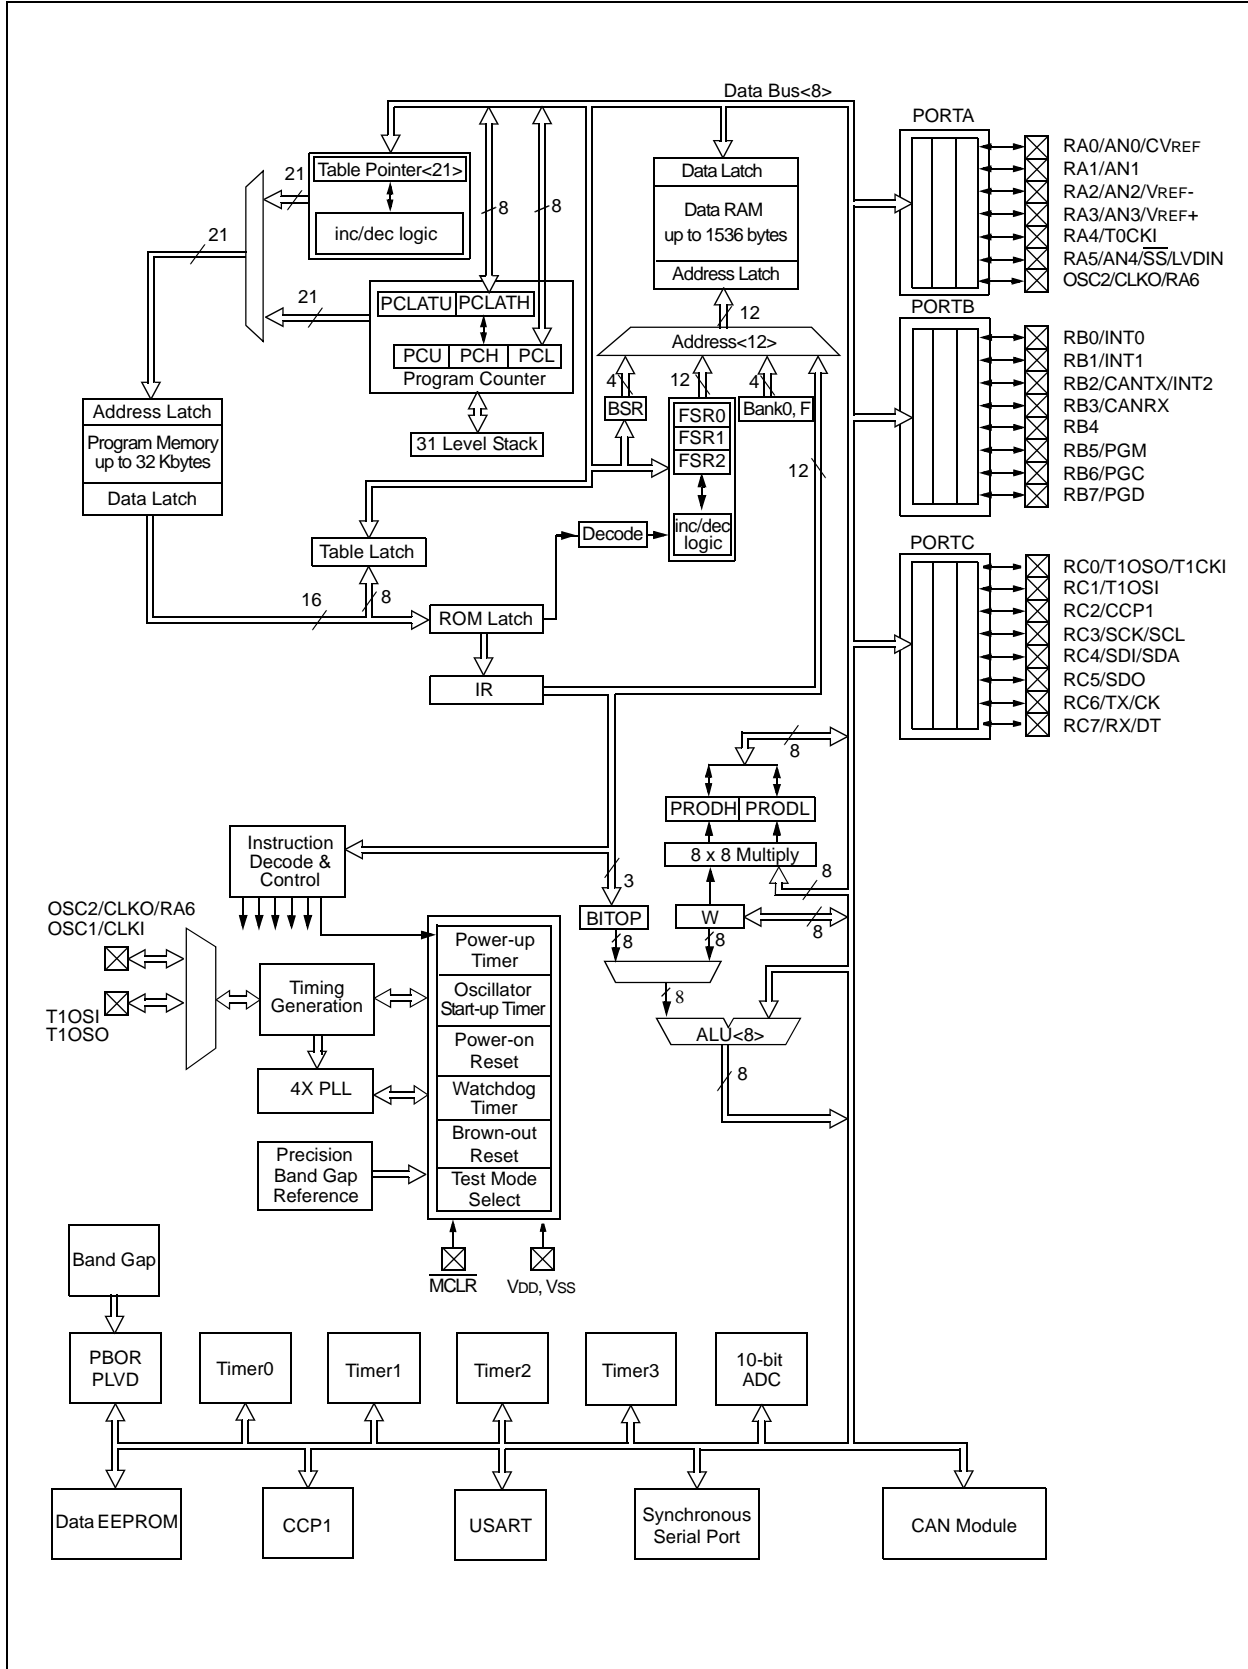 Data Bus<8>
21
Table Pointer<21>
inc/dec logic
21
8
8
21
PCLATU
PCLATH
PCU
PCH
PCL
Program Counter
31 Level Stack
Address Latch
Program Memory
up to 32 Kbytes
Data Latch
Data Latch
Data RAM
up to 1536 bytes
Address Latch
12
Address<12>
4
12
4
BSR
FSR0
FSR1
FSR2
Bank0, F
12
inc/dec
logic
Decode
Table Latch
16
8
ROM Latch
IR
PORTA
RA0/AN0/CVREF
RA1/AN1
RA2/AN2/VREF-
RA3/AN3/VREF+
RA4/T0CKI
RA5/AN4/SS/LVDIN
OSC2/CLKO/RA6
PORTB
RB0/INT0
RB1/INT1
RB2/CANTX/INT2
RB3/CANRX
RB4
RB5/PGM
RB6/PGC
RB7/PGD
PORTC
RC0/T1OSO/T1CKI
RC1/T1OSI
RC2/CCP1
RC3/SCK/SCL
RC4/SDI/SDA
RC5/SDO
RC6/TX/CK
RC7/RX/DT
8
PRODH
PRODL
8 x 8 Multiply
8
3
BITOP
W
8
8
8
8
ALU<8>
8
Instruction
Decode &
Control
OSC2/CLKO/RA6
OSC1/CLKI
T1OSI
T1OSO
Timing
Generation
4X PLL
Precision
Band Gap
Reference
Power-up
Timer
Oscillator
Start-up Timer
Power-on
Reset
Watchdog
Timer
Brown-out
Reset
Test Mode
Select
MCLR
VDD, VSS
Band Gap
PBOR
PLVD
Timer0
Timer1
Timer2
Timer3
10-bit
ADC
Data EEPROM
CCP1
USART
Synchronous
Serial Port
CAN Module